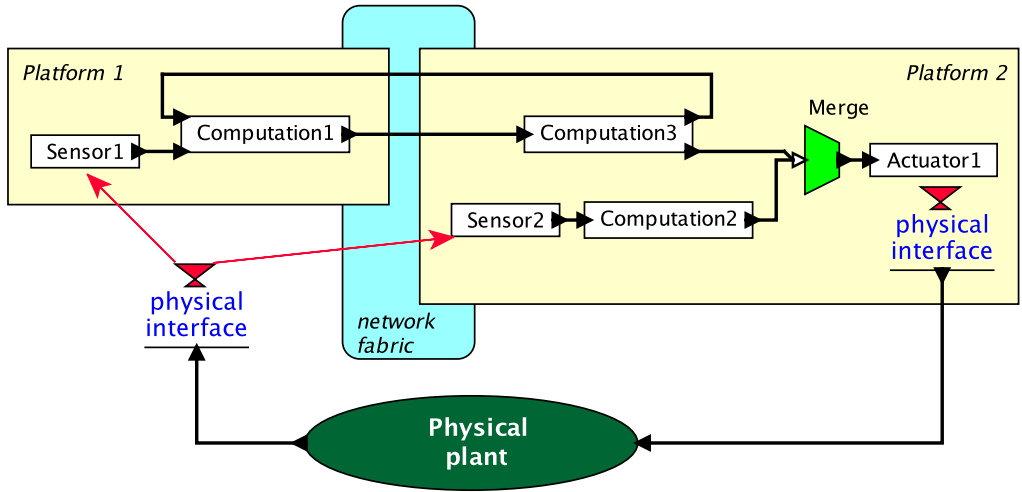 Platform 1
Platform 2
Merge
Computation1
Computation3
Sensor1
Actuator1
Sensor2
Computation2
physical
interface
physical
interface
network
fabric
Physical
plant